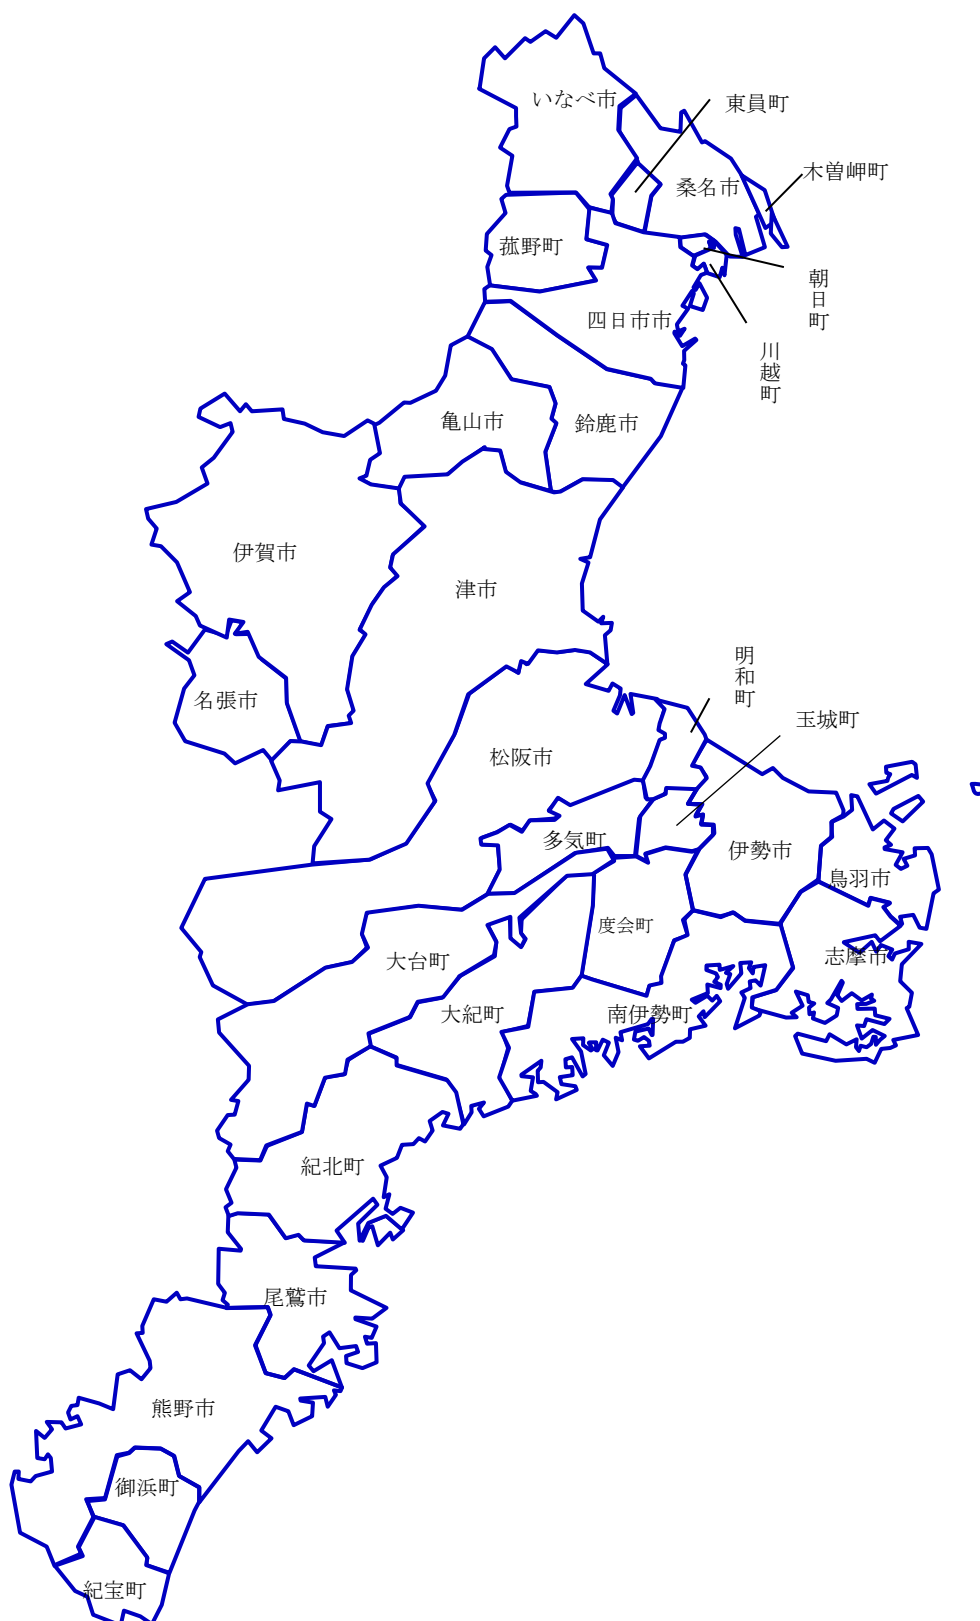 いなべ市
東員町
桑名市
木曽岬町
菰野町
朝日町
四日市市
川越町
亀山市
鈴鹿市
伊賀市
津市
名張市
明和町
玉城町
松阪市
多気町
伊勢市
鳥羽市
度会町
志摩市
大台町
大紀町
南伊勢町
紀北町
尾鷲市
熊野市
御浜町
紀宝町